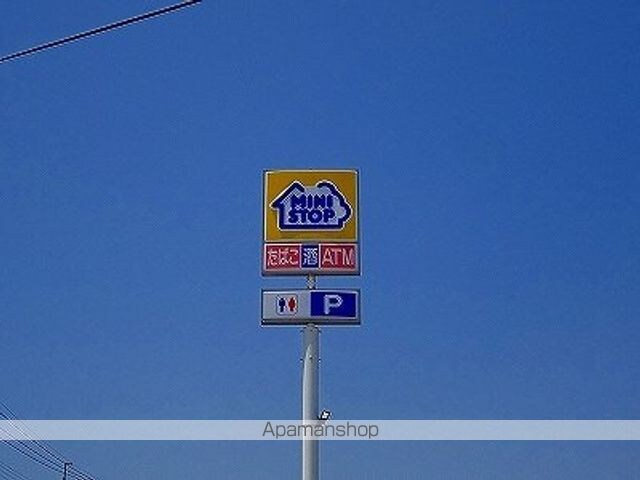 MINI
STOP
たばこ 酒 ATM
P
Apamanshop